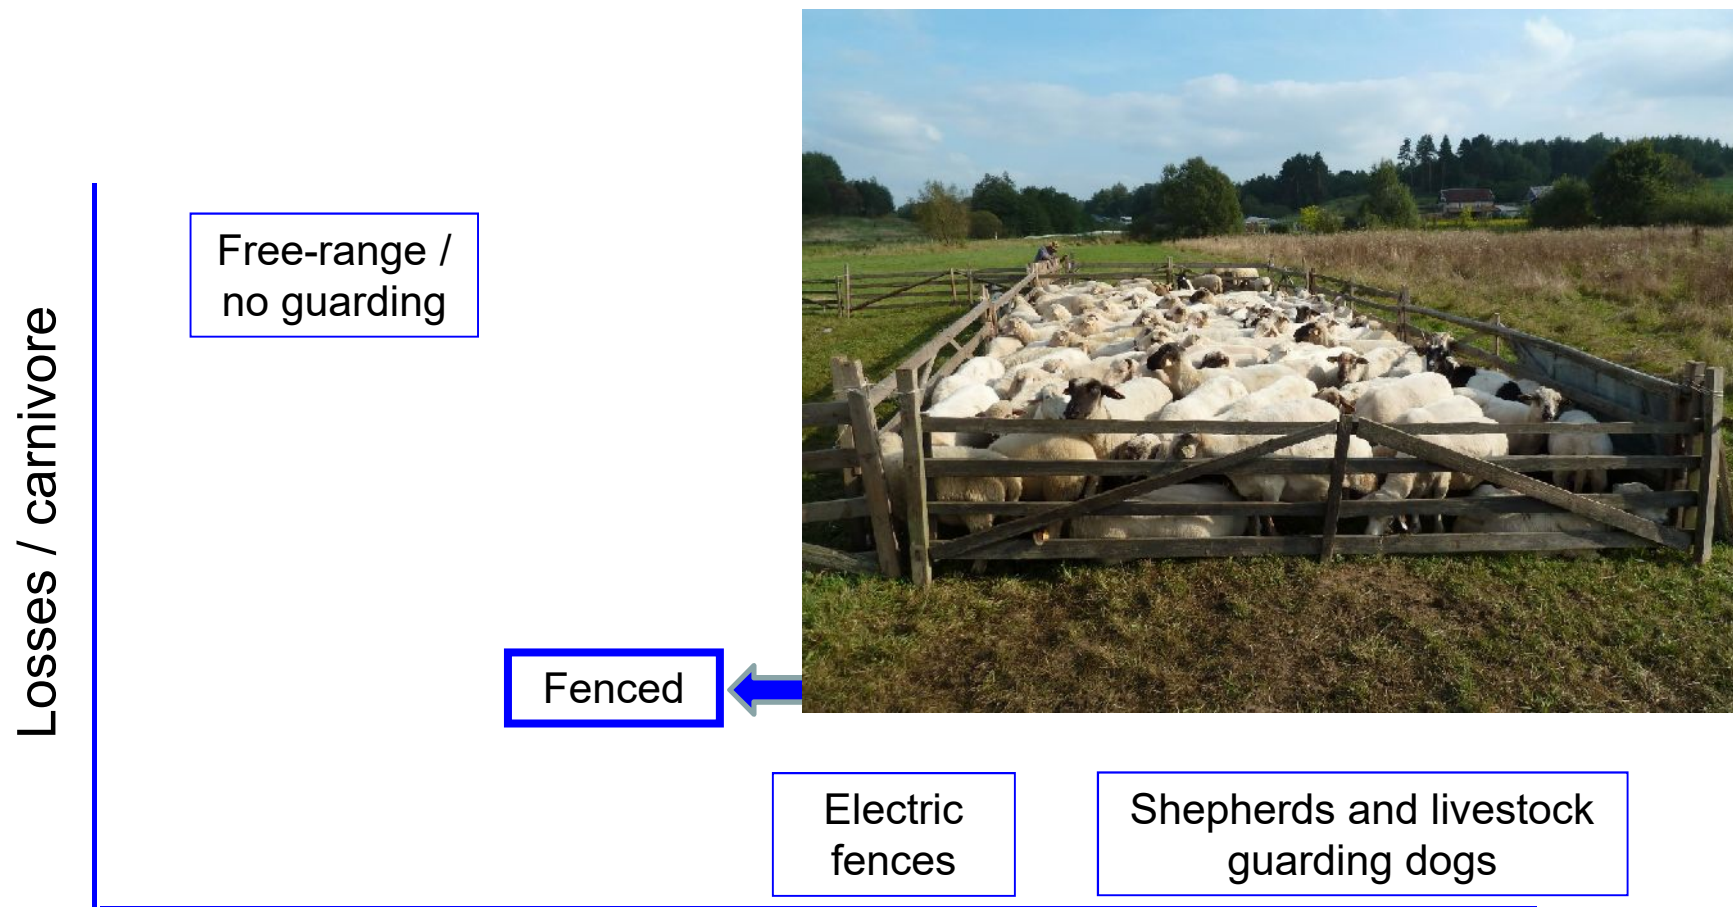 Losses / carnivore
Free-range /
no guarding
Fenced
Electric
fences
Shepherds and livestock
guarding dogs